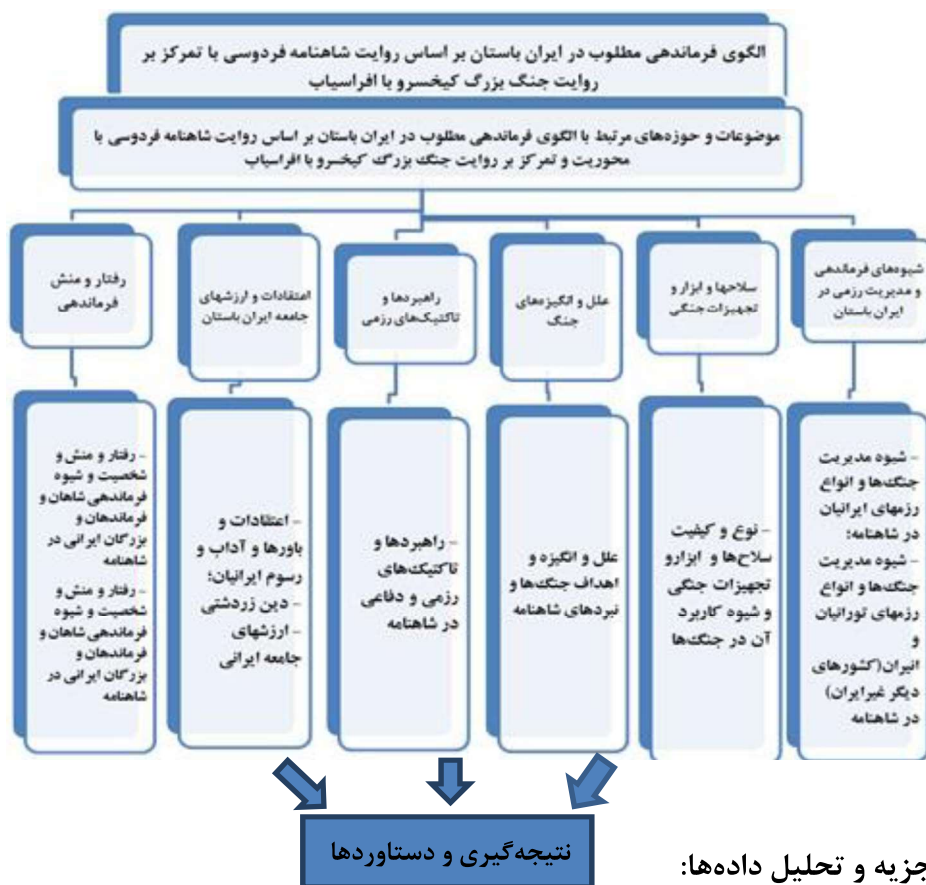 الگوی فرماندهی مطلوب در ایران باستان بر اساس روایت شاهنامه فردوسی با تمرکز بر
روایت جنگ بزرگ کیخسرو با افراسیاب
موضوعات و حوزه‌های مرتبط با الگوی فرماندهی مطلوب در ایران باستان بر اساس روایت شاهنامه فردوسی با
محوریت و تمرکز بر روایت جنگ بزرگ کیخسرو با افراسیاب
شیوه‌های فرماندهی
و مدیریت رزمی در
ایران باستان
سلاحها و ابزار و
تجهیزات جنگی
علل و انگیزه‌های
جنگ
راهبردها و
تاکتیک‌های رزمی
اعتقادات و ارزشهای
جامعه ایران باستان
رفتار و منش
فرماندهی
- شیوه مدیریت
جنگ‌ها و انواع
رزمهای ایرانیان
در شاهنامه؛
- شیوه مدیریت
جنگ‌ها و انواع
رزمهای تورانیان
و
انیران(کشورهای
دیگر غیرایران)
در شاهنامه
- نوع و کیفیت
سلاح‌ها و ابزارو
تجهیزات جنگی
و شیوه کاربرد
آن در جنگ‌ها
علل و انگیزه و
اهداف جنگ‌ها و
نبردهای شاهنامه
- راهبردها و
تاکتیک‌های
رزمی و دفاعی
در شاهنامه
- اعتقادات و
باورها و آداب و
رسوم ایرانیان؛
- دین زردشتی
- ارزشهای
جامعه ایرانی
- رفتار و منش و
شخصیت و شیوه
فرماندهی شاهان و
فرماندهان و
بزرگان ایرانی در
شاهنامه
- رفتار و منش و
شخصیت و شیوه
فرماندهی شاهان و
فرماندهان و
بزرگان ایرانی در
شاهنامه
نتیجه‌گیری و دستاوردها
جزیه و تحلیل داده‌ها: